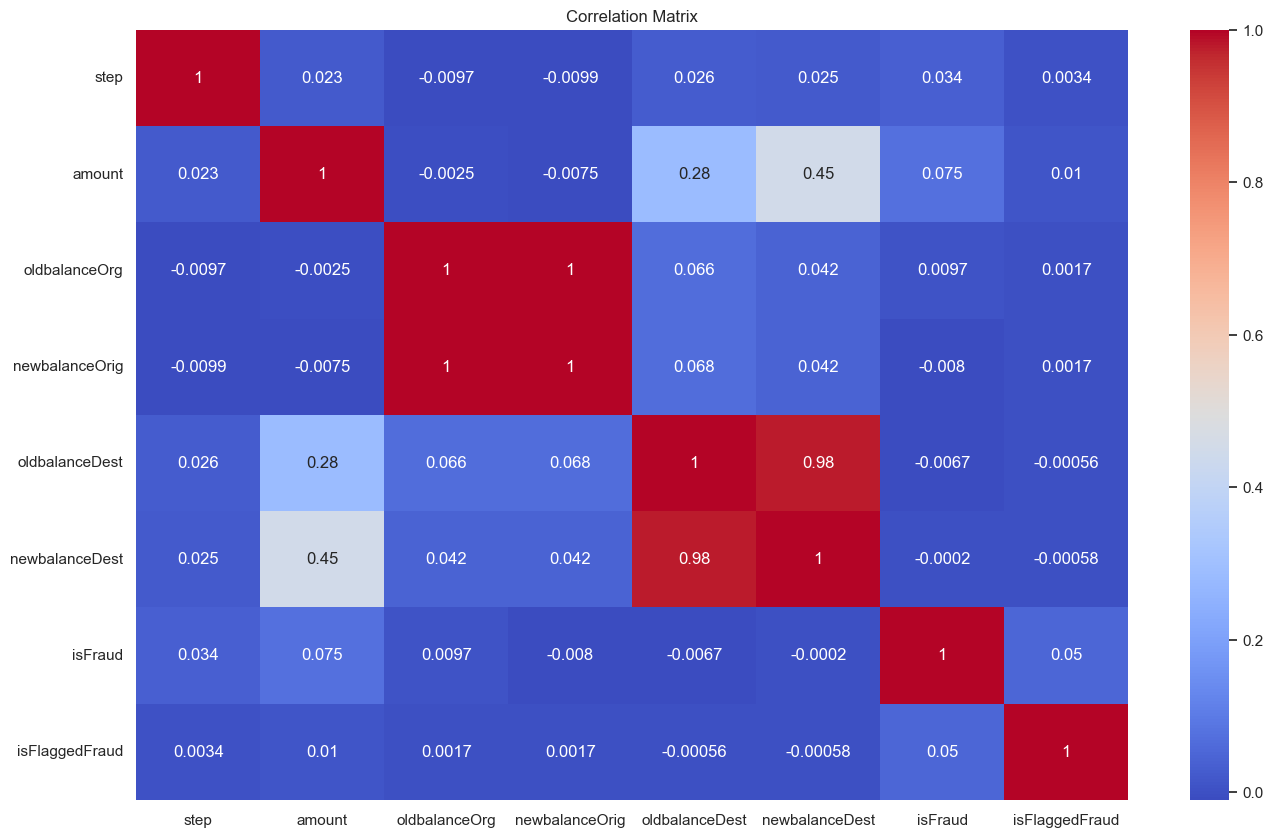 Correlation Matrix
step 1 0.023 -0.0097 -0.0099 0.026 0.025 0.034 0.0034
amount 0.023 1 -0.0025 -0.0075 0.28 0.45 0.075 0.01
oldbalanceOrg -0.0097 -0.0025 1 1 0.066 0.042 0.0097 0.0017
newbalanceOrig -0.0099 -0.0075 1 1 0.068 0.042 -0.008 0.0017
oldbalanceDest 0.026 0.28 0.066 0.068 1 0.98 -0.0067 -0.00056
newbalanceDest 0.025 0.45 0.042 0.042 0.98 1 -0.0002 -0.00058
isFraud 0.034 0.075 0.0097 -0.008 -0.0067 -0.0002 1 0.05
isFlaggedFraud 0.0034 0.01 0.0017 0.0017 -0.00056 -0.00058 0.05 1
step amount oldbalanceOrg newbalanceOrig oldbalanceDest newbalanceDest isFraud isFlaggedFraud
1.0
0.8
0.6
0.4
0.2
0.0